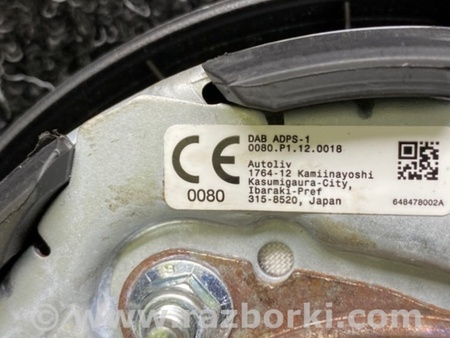 DAB ADPS-1
0080.P1.12.0018
CE
0080
Autoliv
1764-12 Kamiinayoshi
Kasumigaura-City,
Ibaraki-Pref
315-8520, Japan
648478002A
www.razborki.com